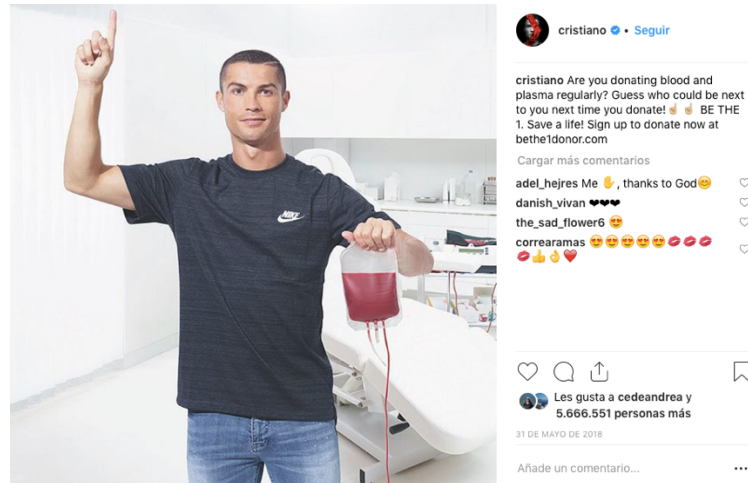 NIKE
cristiano • Seguir
cristiano Are you donating blood and
plasma regularly? Guess who could be next
to you next time you donate!☝🏼 ☝🏼 BE THE
1. Save a life! Sign up to donate now at
bethe1donor.com
Cargar más comentarios
adel_hejres Me ✋, thanks to God😊
danish_vivan ❤❤❤
the_sad_flower6 😍
correaramas 😍😍😍😍😍💋💋💋
💋👍👌❤️
Les gusta a cedeandrea y
5.666.551 personas más
31 DE MAYO DE 2018
Añade un comentario...